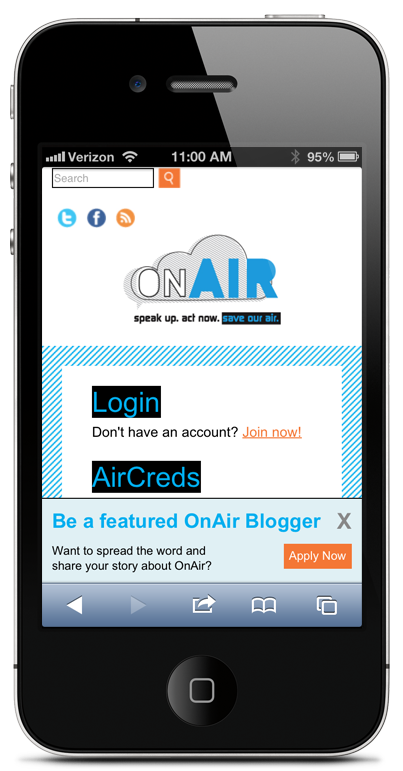 Verizon 11:00 AM 95%
Search
ONAIR
speak up. act now. save our air.
Login
Don't have an account? Join now!
AirCreds
Be a featured OnAir Blogger X
Want to spread the word and
share your story about OnAir?
Apply Now